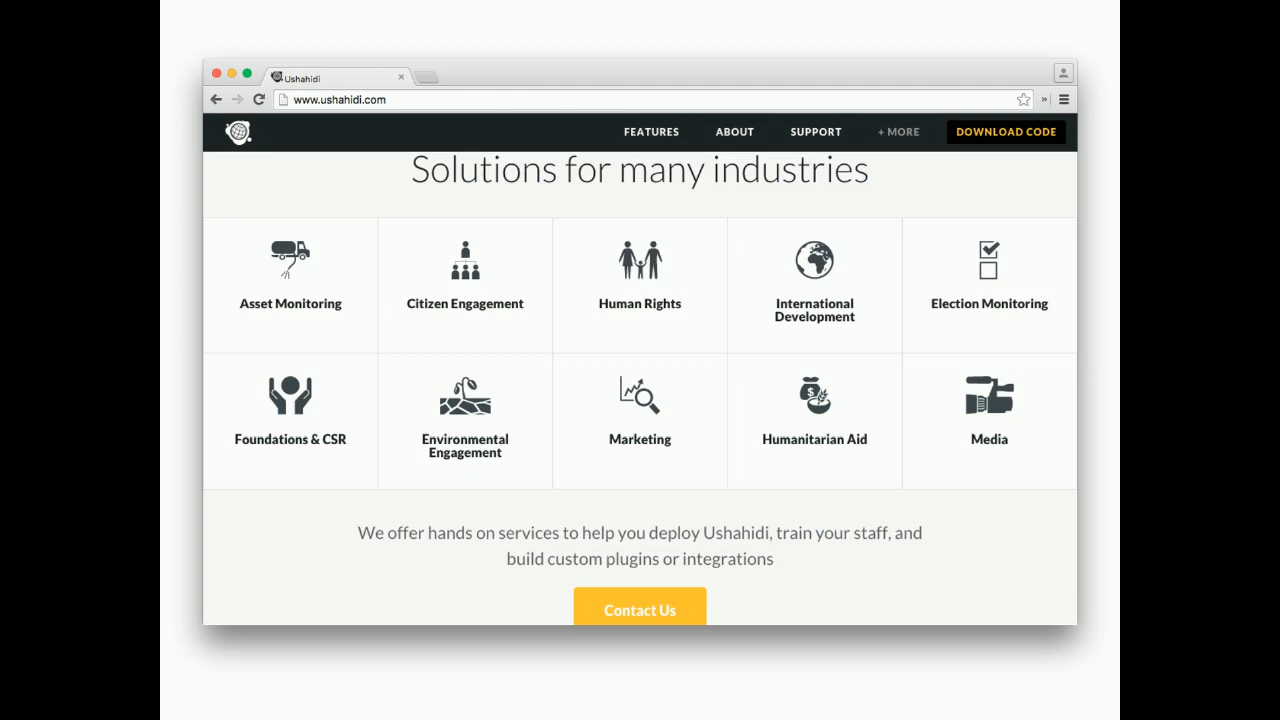 Ushahidi
www.ushahidi.com
FEATURES ABOUT SUPPORT + MORE DOWNLOAD CODE
Solutions for many industries
Asset Monitoring
Citizen Engagement
Human Rights
International
Development
Election Monitoring
Foundations & CSR
Environmental
Engagement
Marketing
Humanitarian Aid
Media
We offer hands on services to help you deploy Ushahidi, train your staff, and
build custom plugins or integrations
Contact Us